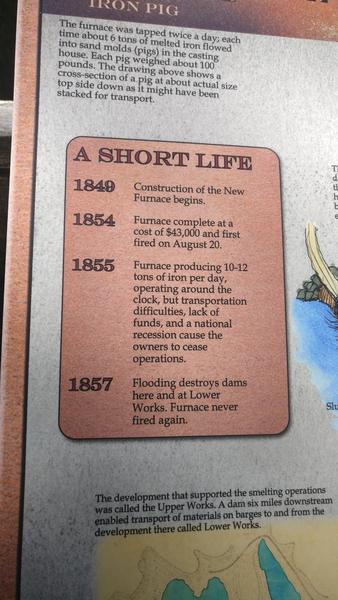 IRON PIG
The furnace was tapped twice a day; each
time about 6 tons of melted iron flowed
into sand molds (pigs) in the casting
house. Each pig weighed about 100
pounds. The drawing above shows a
cross-section of a pig at about actual size
top side down as it might have been
stacked for transport.
A SHORT LIFE
1849 Construction of the New
Furnace begins.
1854 Furnace complete at a
cost of $43,000 and first
fired on August 20.
1855 Furnace producing 10-12
tons of iron per day,
operating around the
clock, but transportation
difficulties, lack of
funds, and a national
recession cause the
owners to cease
operations.
1857 Flooding destroys dams
here and at Lower
Works. Furnace never
fired again.
The development that supported the smelting operations
was called the Upper Works. A dam six miles downstream
enabled transport of materials on barges to and from the
development there called Lower Works.